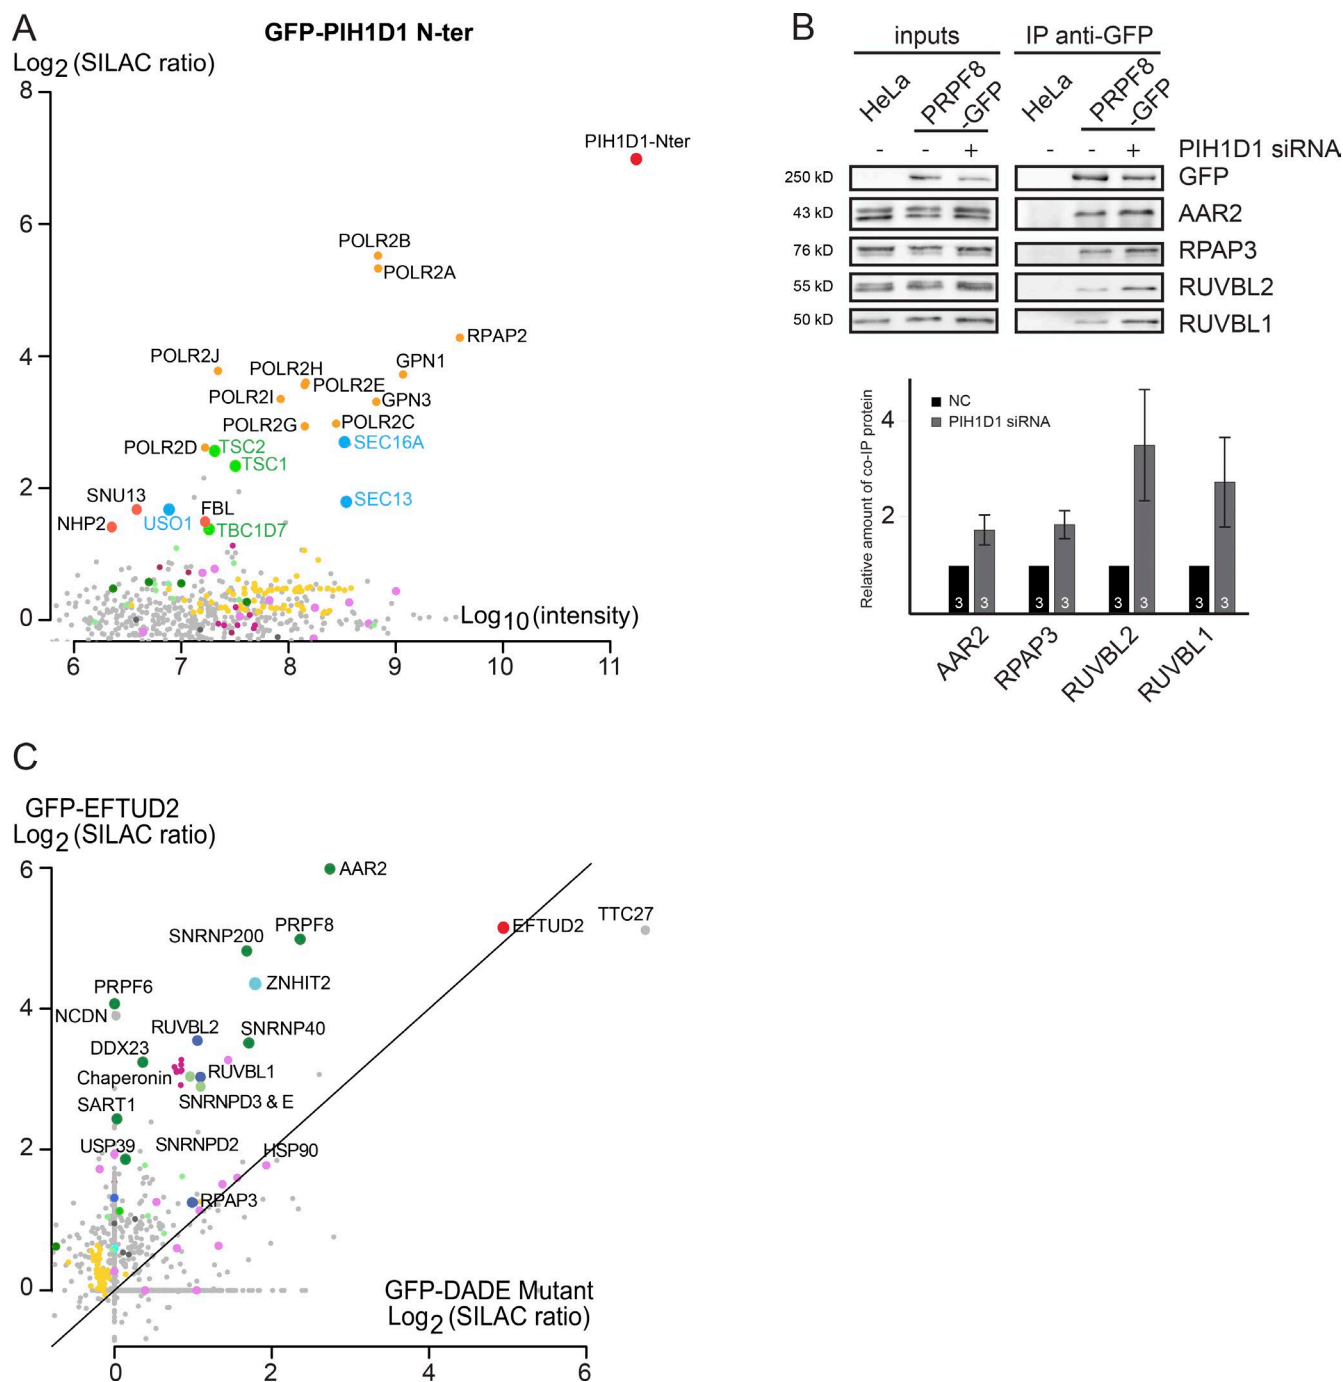 A
GFP-PIH1D1 N-ter
Log2 (SILAC ratio)
8
6
4
2
0
PIH1D1-Nter
POLR2B
POLR2A
RPAP2
POLR2J
POLR2H
GPN1
POLR2E
POLR2I
GPN3
POLR2G
POLR2C
POLR2D
TSC2
SEC16A
TSC1
SNU13
FBL
SEC13
NHP2
USO1
TBC1D7
Log10 (intensity)
6 7 8 9 10 11
B
inputs
IP anti-GFP
HeLa
PRPF8
-GFP
HeLa
PRPF8
-GFP
- - + - - + PIH1D1 siRNA
250 kD GFP
43 kD AAR2
76 kD RPAP3
55 kD RUVBL2
50 kD RUVBL1
Relative amount of co-IP protein
4
2
NC
PIH1D1 siRNA
3 3 3 3 3 3 3 3
AAR2
RPAP3
RUVBL2
RUVBL1
C
GFP-EFTUD2
Log2 (SILAC ratio)
6
4
2
0
AAR2
TTC27
PRPF8
EFTUD2
SNRNP200
ZNHIT2
PRPF6
NCDN
RUVBL2
SNRNP40
DDX23
RUVBL1
Chaperonin
SNRNPD3 & E
SART1
USP39
SNRNPD2
HSP90
RPAP3
GFP-DADE Mutant
Log2 (SILAC ratio)
0 2 4 6